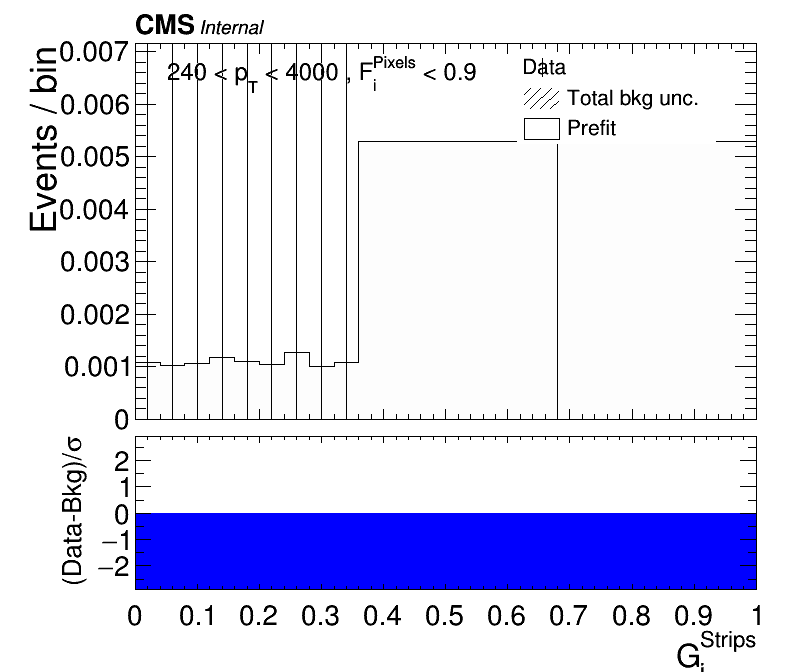 CMS Internal
240 < p_T < 4000 , F_i^Pixels < 0.9
Data
Total bkg unc.
Prefit
Events / bin
0.007
0.006
0.005
0.004
0.003
0.002
0.001
0
(Data-Bkg)/σ
2
1
0
−1
−2
0 0.1 0.2 0.3 0.4 0.5 0.6 0.7 0.8 0.9 1
G_i^Strips